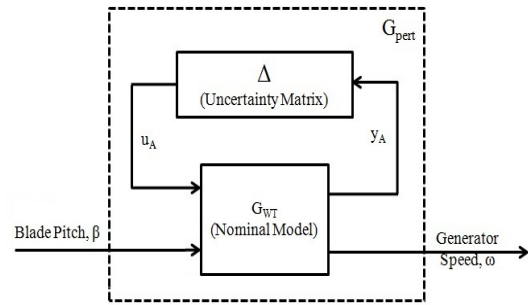 G_pert
Δ
(Uncertainty Matrix)
u_A
y_A
G_WT
(Nominal Model)
Blade Pitch, β
Generator
Speed, ω